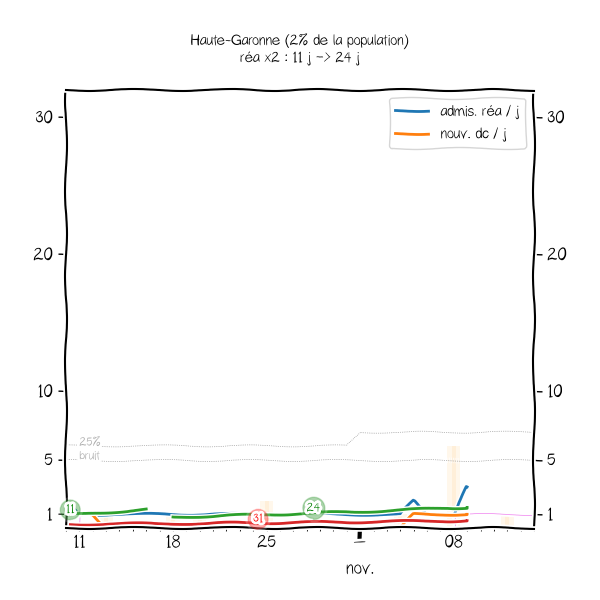 Haute-Garonne (2% de la population)
réa x2 : 11 j -> 24 j
admis. réa / j
nouv. dc / j
30 30
20 20
10 10
25%
bruit
5 5
11 31 24
1 1
11 18 25 1 08
nov.